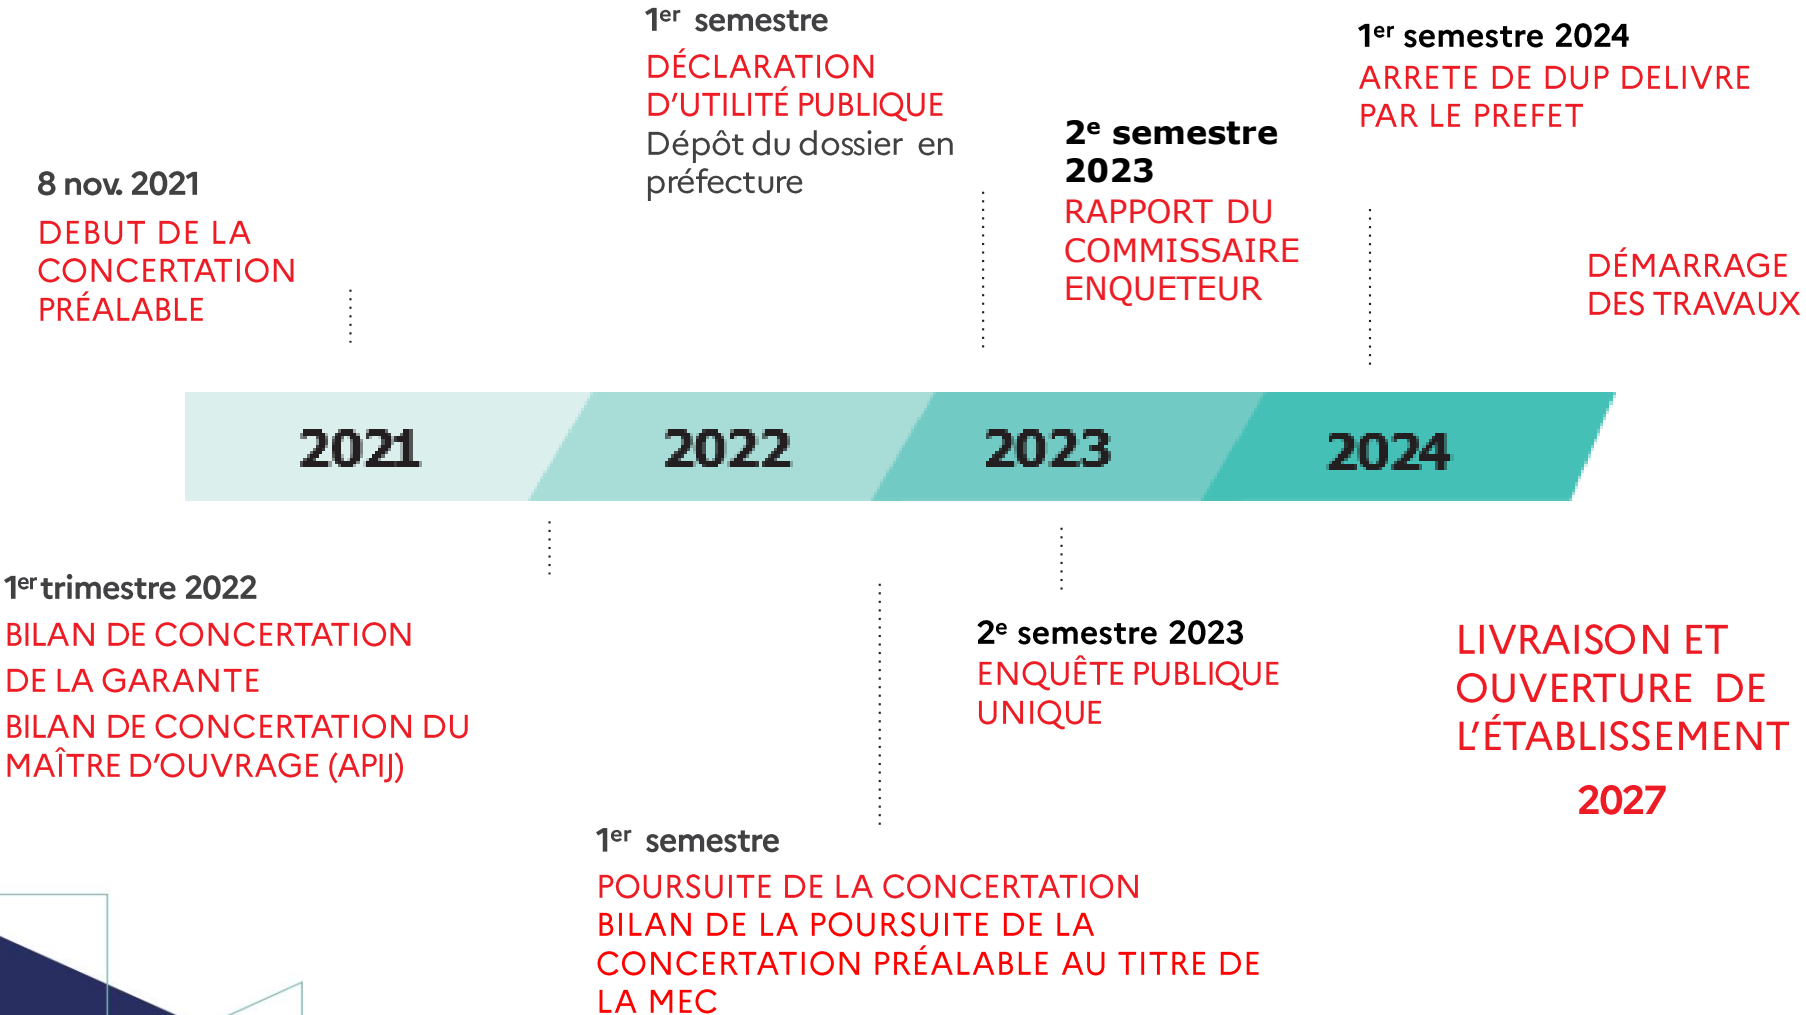 8 nov. 2021
DEBUT DE LA
CONCERTATION
PRÉALABLE
1er semestre
DÉCLARATION
D’UTILITÉ PUBLIQUE
Dépôt du dossier en
préfecture
2e semestre
2023
RAPPORT DU
COMMISSAIRE
ENQUETEUR
1er semestre 2024
ARRETE DE DUP DELIVRE
PAR LE PREFET
DÉMARRAGE
DES TRAVAUX
2021 2022 2023 2024
1er trimestre 2022
BILAN DE CONCERTATION
DE LA GARANTE
BILAN DE CONCERTATION DU
MAÎTRE D’OUVRAGE (APIJ)
1er semestre
POURSUITE DE LA CONCERTATION
BILAN DE LA POURSUITE DE LA
CONCERTATION PRÉALABLE AU TITRE DE
LA MEC
2e semestre 2023
ENQUÊTE PUBLIQUE
UNIQUE
LIVRAISON ET
OUVERTURE DE
L’ÉTABLISSEMENT
2027